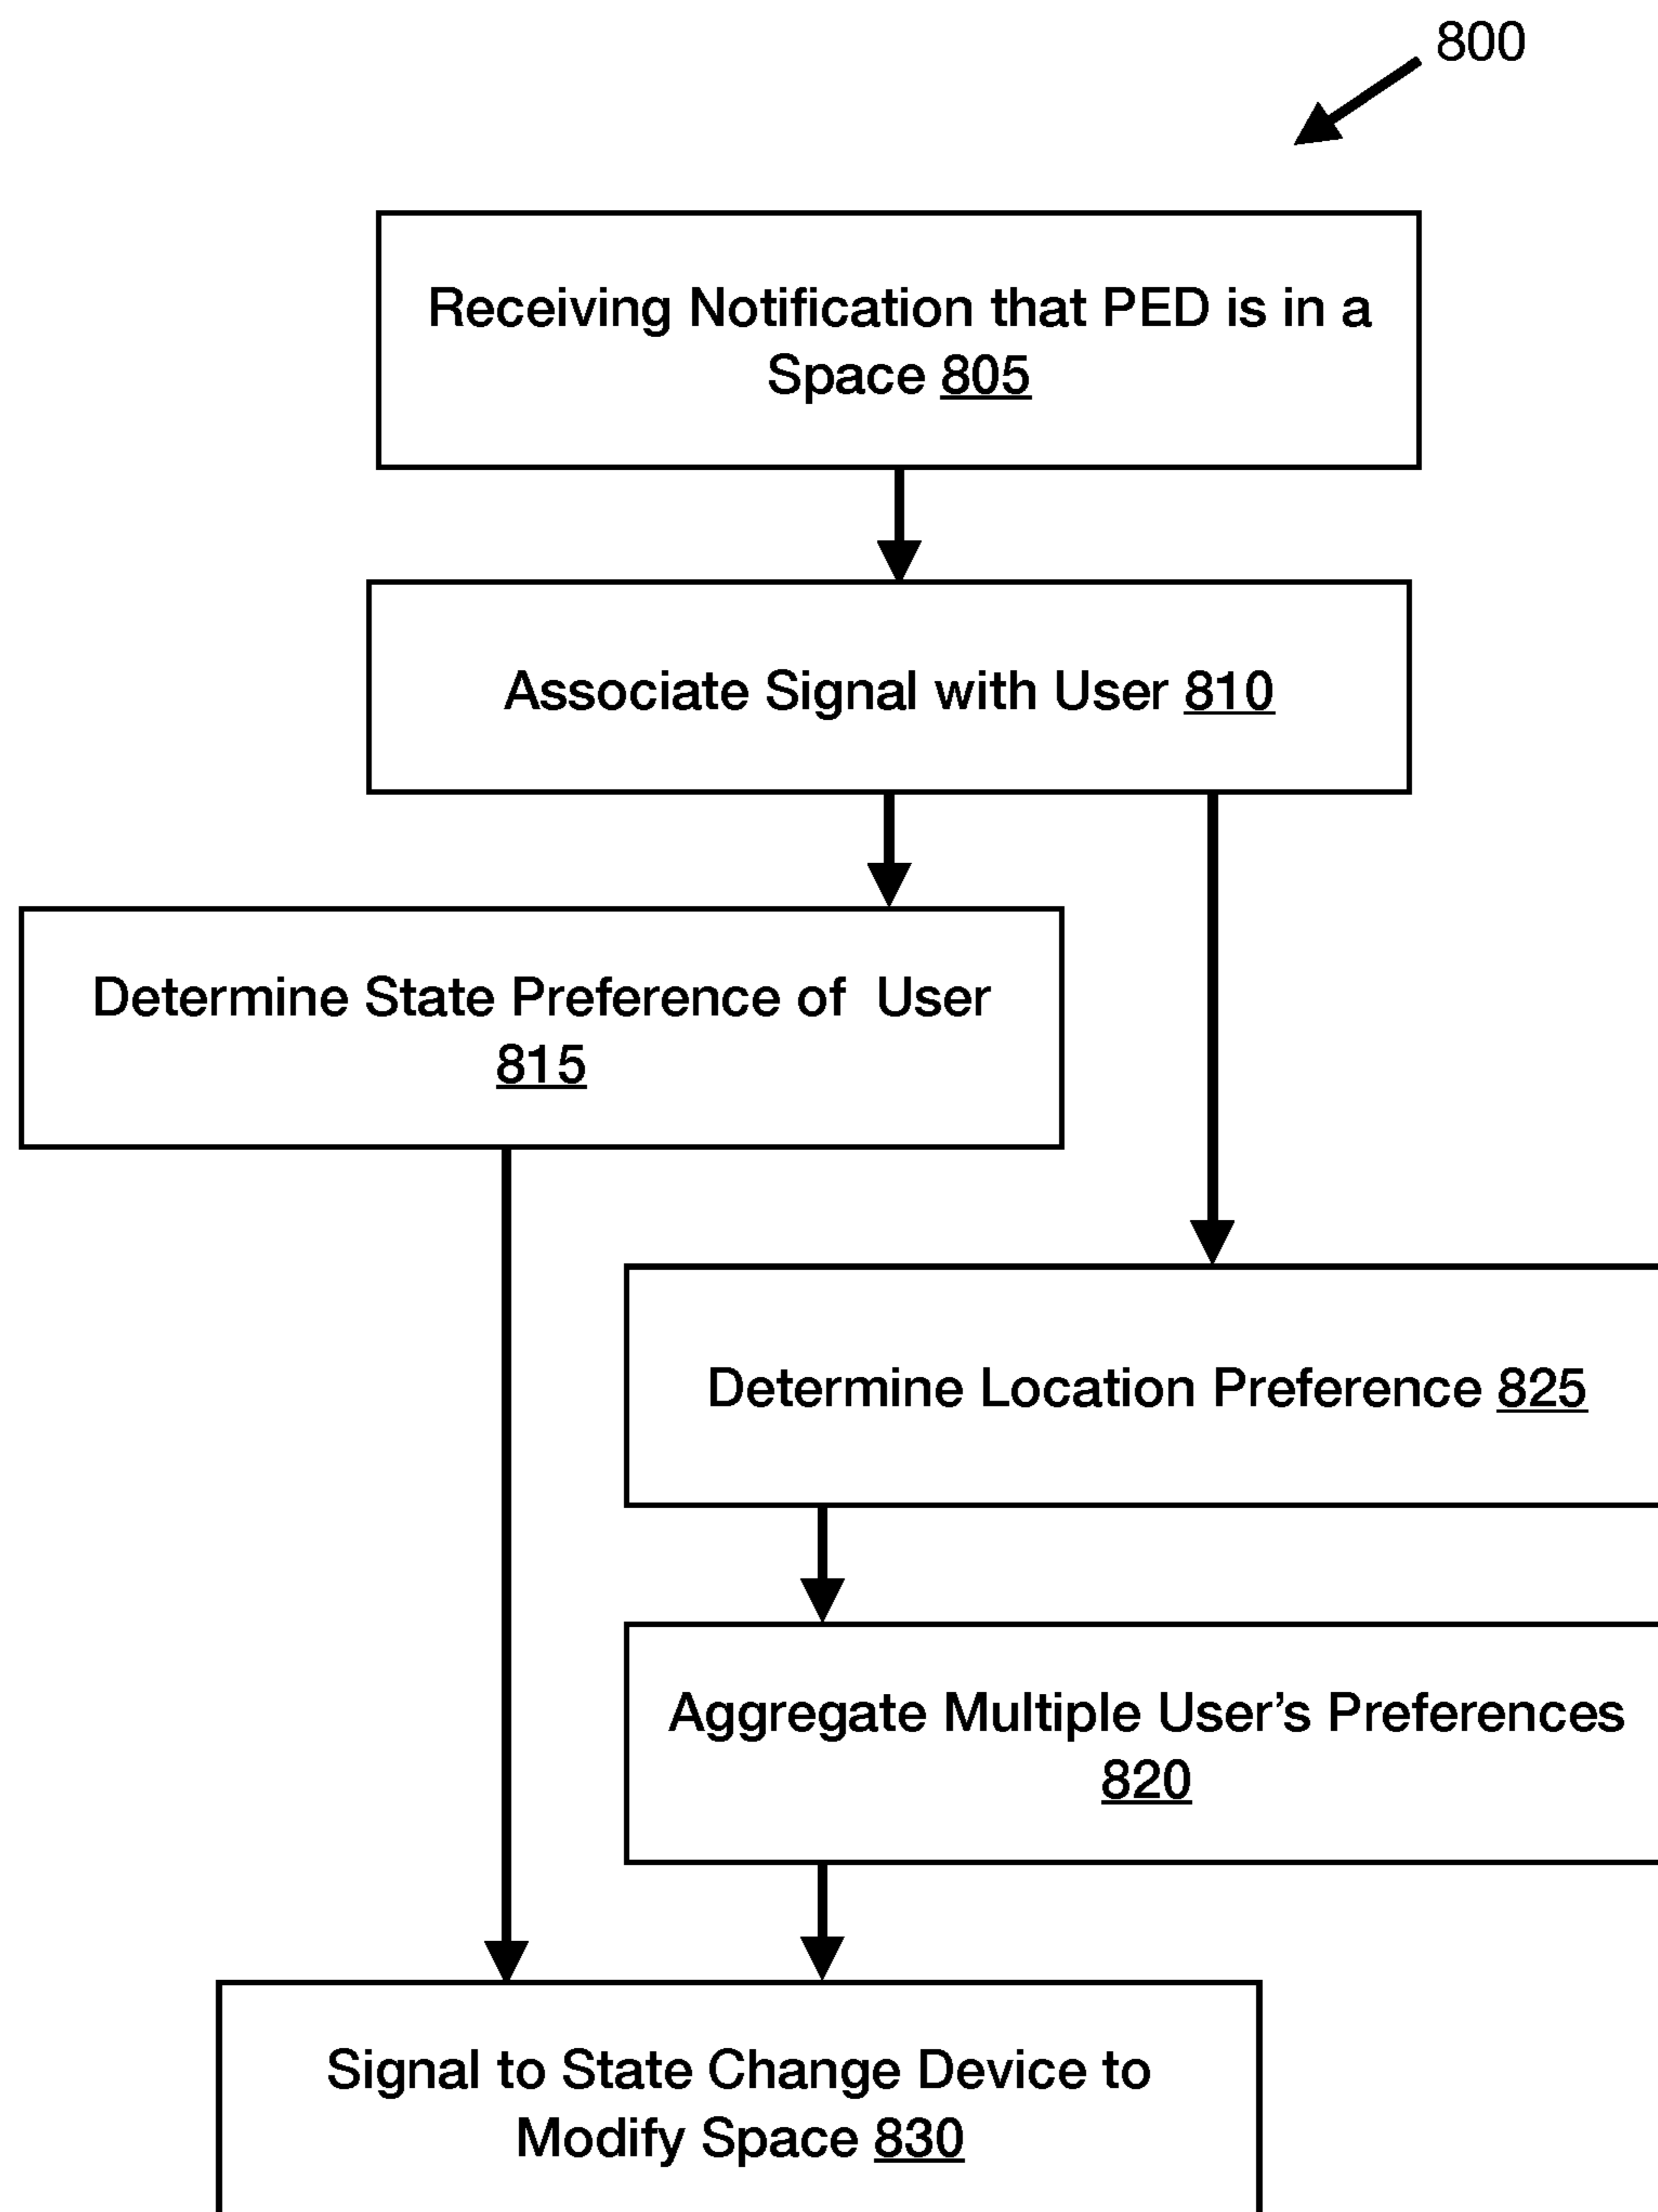 800
Receiving Notification that PED is in a
Space 805
Associate Signal with User 810
Determine State Preference of User
815
Determine Location Preference 825
Aggregate Multiple User’s Preferences
820
Signal to State Change Device to
Modify Space 830